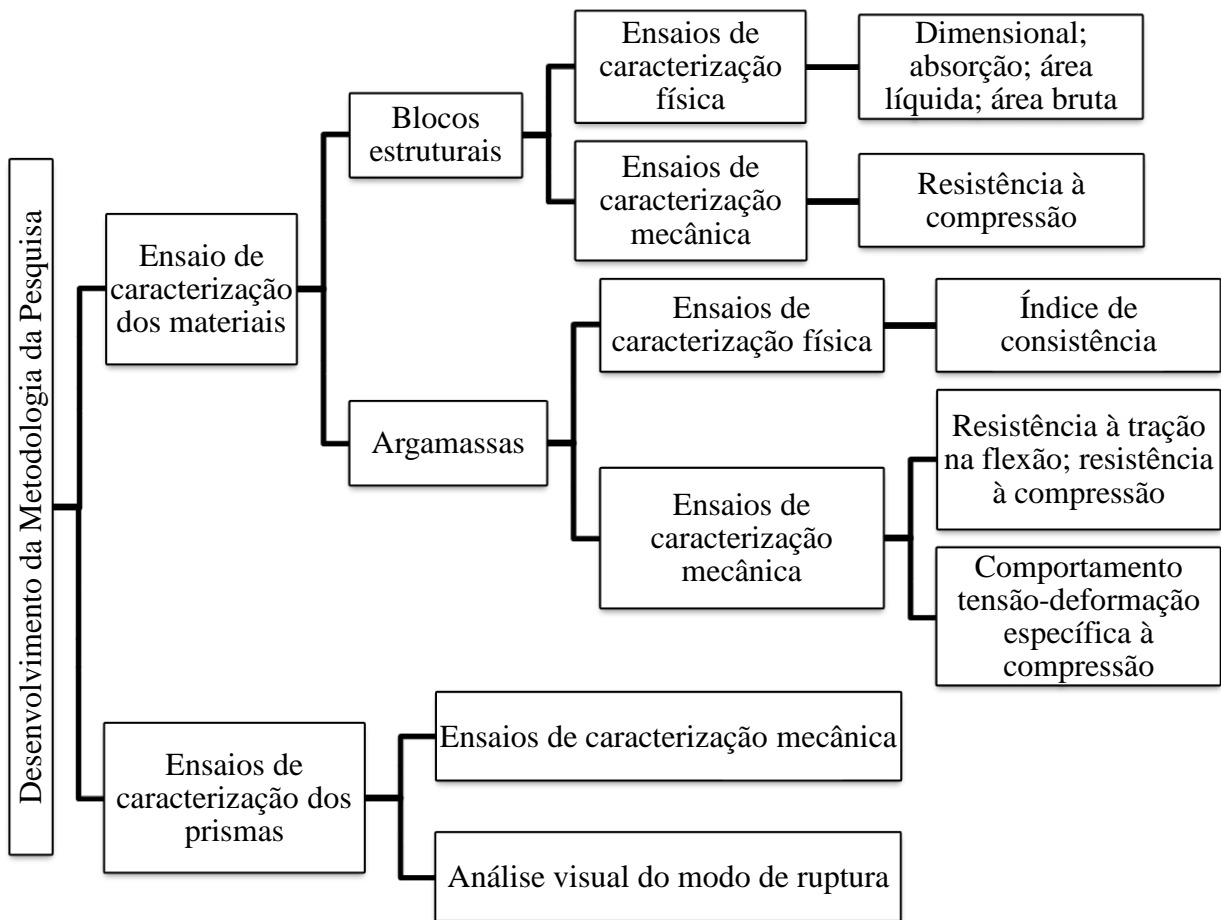 Desenvolvimento da Metodologia da Pesquisa
Ensaio de
caracterização
dos materiais
Blocos
estruturais
Ensaios de
caracterização
física
Dimensional;
absorção; área
líquida; área bruta
Ensaios de
caracterização
mecânica
Resistência à
compressão
Argamassas
Ensaios de
caracterização física
Índice de
consistência
Ensaios de
caracterização
mecânica
Resistência à tração
na flexão; resistência
à compressão
Comportamento
tensão-deformação
específica à
compressão
Ensaios de
caracterização dos
prismas
Ensaios de caracterização mecânica
Análise visual do modo de ruptura